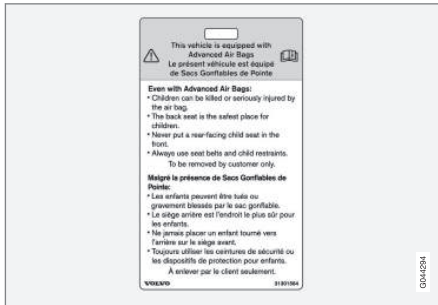 This vehicle is equipped with
Advanced Air Bags
Le présent véhicule est équipé
de Sacs Gonflables de Pointe
Even with Advanced Air Bags:
• Children can be killed or seriously injured by
the air bag.
• The back seat is the safest place for
children.
• Never put a rear-facing child seat in the
front.
• Always use seat belts and child restraints.
To be removed by customer only.
Malgré la présence de Sacs Gonflables de
Pointe:
• Les enfants peuvent être tués ou
gravement blessés par le sac gonflable.
• Le siège arrière est l'endroit le plus sûr pour
les enfants.
• Ne jamais placer un enfant tourné vers
l'arrière sur le siège avant.
• Toujours utiliser les ceintures de sécurité ou
les dispositifs de protection pour enfants.
À enlever par le client seulement.
VOLVO 31301564
G044294